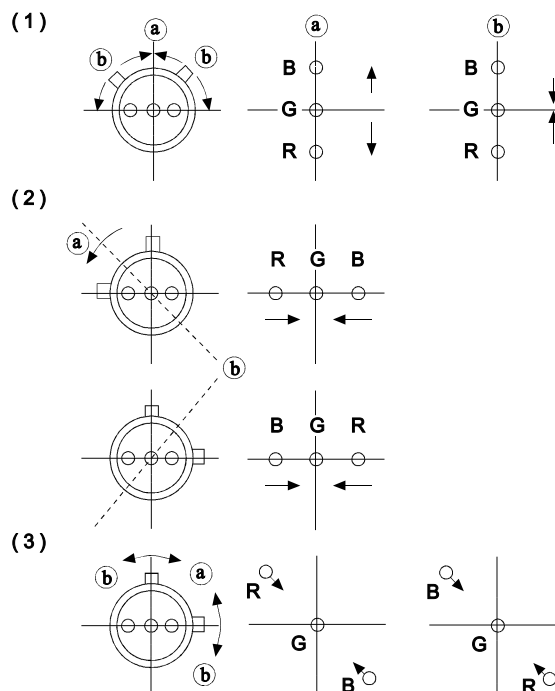 (1)
ⓐ ⓐ ⓑ
ⓑ ⓑ
B B
G G
R R
(2)
ⓐ
R G B
ⓑ
B G R
(3)
ⓑ ⓐ
R B
G G
ⓑ
B R